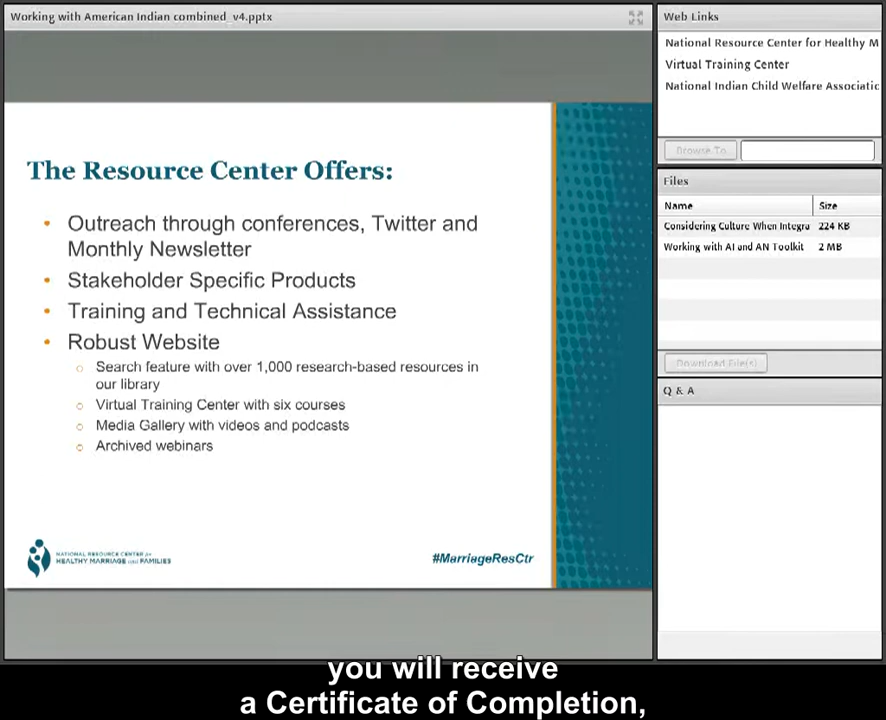 Working with American Indian combined_v4.pptx
The Resource Center Offers:
• Outreach through conferences, Twitter and
Monthly Newsletter
• Stakeholder Specific Products
• Training and Technical Assistance
• Robust Website
○ Search feature with over 1,000 research-based resources in
our library
○ Virtual Training Center with six courses
○ Media Gallery with videos and podcasts
○ Archived webinars
NATIONAL RESOURCE CENTER for
HEALTHY MARRIAGE and FAMILIES
#MarriageResCtr
Web Links
National Resource Center for Healthy M
Virtual Training Center
National Indian Child Welfare Associatic
Browse To
Files
Name Size
Considering Culture When Integra 224 KB
Working with AI and AN Toolkit 2 MB
Download File(s)
Q & A
you will receive
a Certificate of Completion,